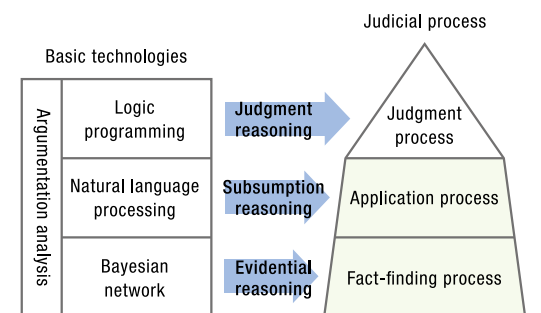 Judicial process
Basic technologies
Argumentation analysis
Logic
programming
Judgment
reasoning
Judgment
process
Natural language
processing
Subsumption
reasoning
Application process
Bayesian
network
Evidential
reasoning
Fact-finding process